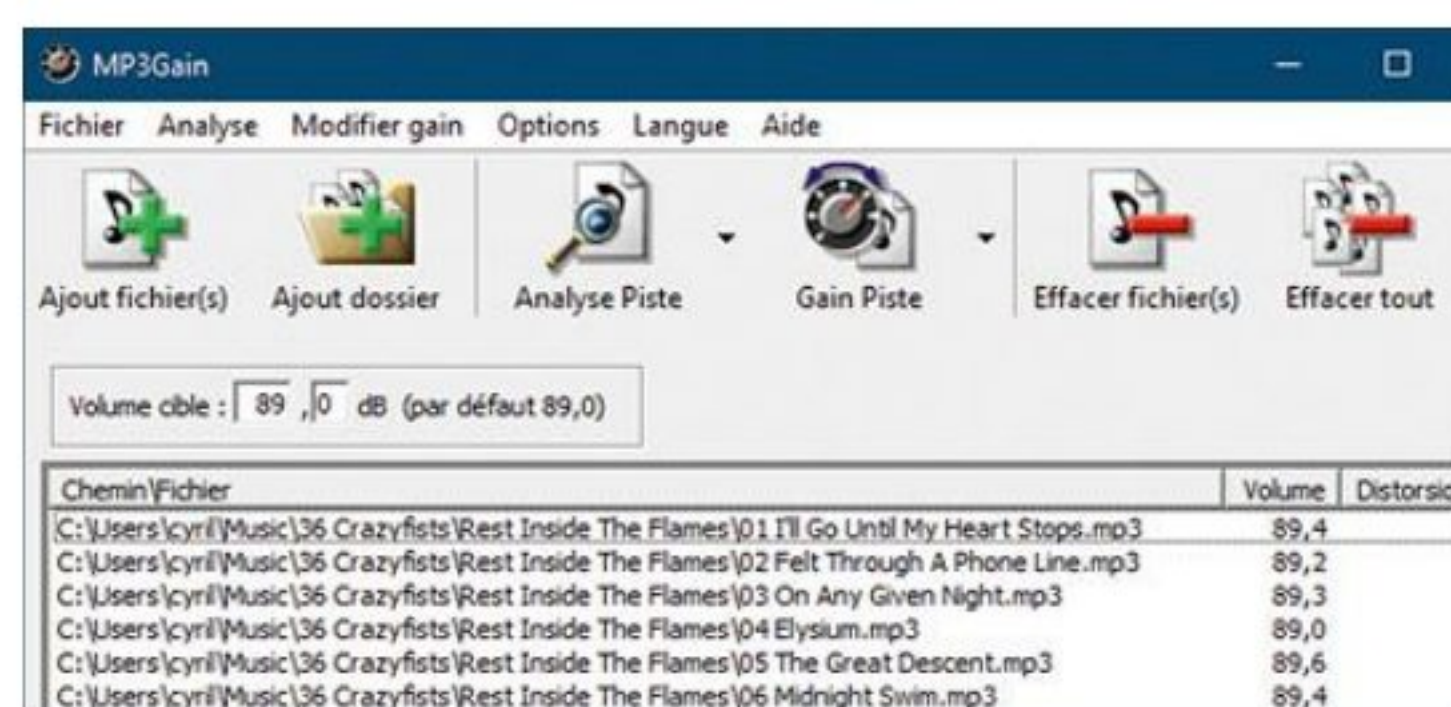 MP3Gain
Fichier Analyse Modifier gain Options Langue Aide
Ajout fichier(s) Ajout dossier Analyse Piste Gain Piste Effacer fichier(s) Effacer tout
Volume cible : 89 ,0 dB (par défaut 89,0)
Chemin\Fichier Volume Distorsio
C:\Users\cyril\Music\36 Crazyfists\Rest Inside The Flames\01 I'll Go Until My Heart Stops.mp3 89,4
C:\Users\cyril\Music\36 Crazyfists\Rest Inside The Flames\02 Felt Through A Phone Line.mp3 89,2
C:\Users\cyril\Music\36 Crazyfists\Rest Inside The Flames\03 On Any Given Night.mp3 89,3
C:\Users\cyril\Music\36 Crazyfists\Rest Inside The Flames\04 Elysium.mp3 89,0
C:\Users\cyril\Music\36 Crazyfists\Rest Inside The Flames\05 The Great Descent.mp3 89,6
C:\Users\cyril\Music\36 Crazyfists\Rest Inside The Flames\06 Midnight Swim.mp3 89,4